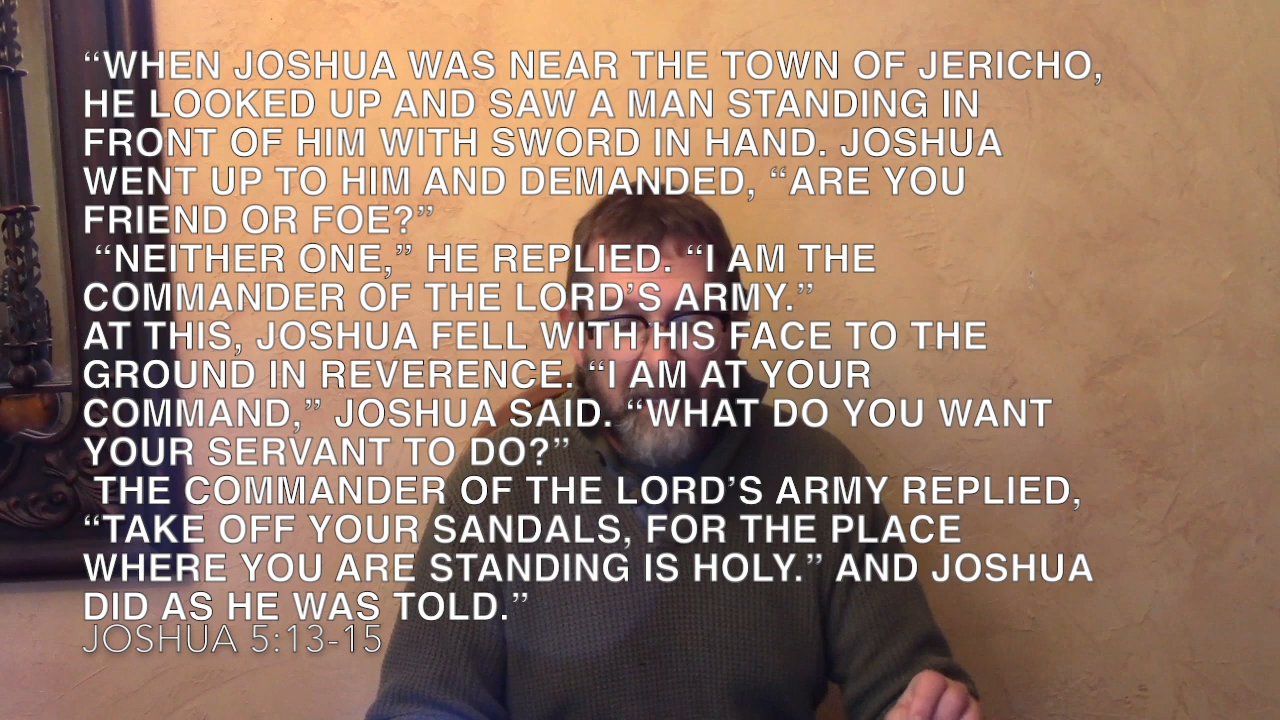 “WHEN JOSHUA WAS NEAR THE TOWN OF JERICHO,
HE LOOKED UP AND SAW A MAN STANDING IN
FRONT OF HIM WITH SWORD IN HAND. JOSHUA
WENT UP TO HIM AND DEMANDED, “ARE YOU
FRIEND OR FOE?”
“NEITHER ONE,” HE REPLIED. “I AM THE
COMMANDER OF THE LORD’S ARMY.”
AT THIS, JOSHUA FELL WITH HIS FACE TO THE
GROUND IN REVERENCE. “I AM AT YOUR
COMMAND,” JOSHUA SAID. “WHAT DO YOU WANT
YOUR SERVANT TO DO?”
THE COMMANDER OF THE LORD’S ARMY REPLIED,
“TAKE OFF YOUR SANDALS, FOR THE PLACE
WHERE YOU ARE STANDING IS HOLY.” AND JOSHUA
DID AS HE WAS TOLD.”
JOSHUA 5:13-15